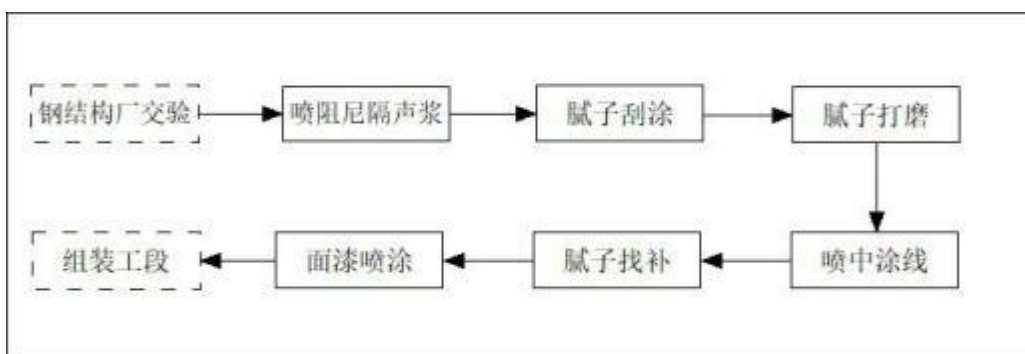 钢结构厂交验
喷阻尼隔声浆
腻子刮涂
腻子打磨
喷中涂线
腻子找补
面漆喷涂
组装工段